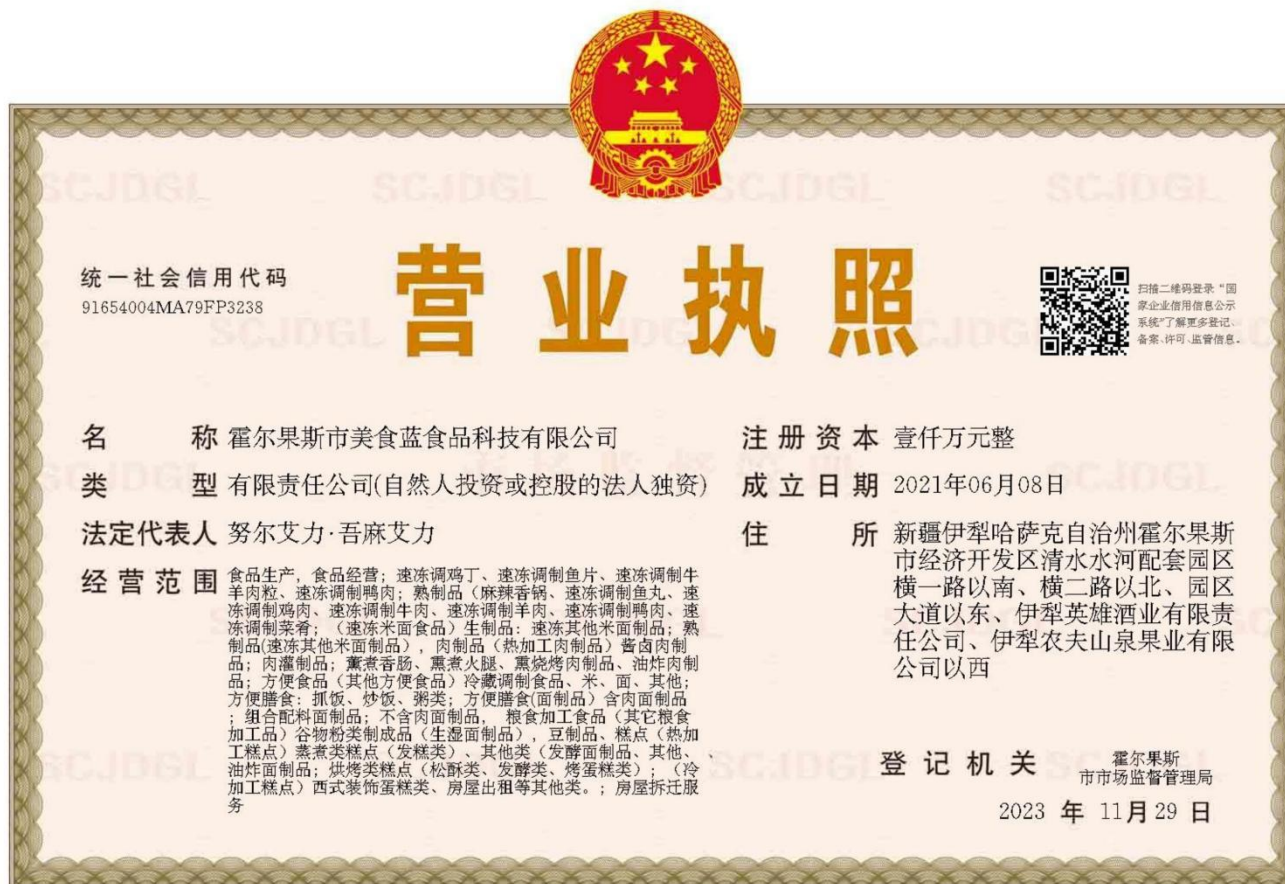 营业执照
统一社会信用代码
91654004MA79FP3238
扫描二维码登录“国
家企业信用信息公示
系统”了解更多登记、
备案、许可、监管信息。
名称 霍尔果斯市美食蓝食品科技有限公司
类型 有限责任公司(自然人投资或控股的法人独资)
法定代表人 努尔艾力·吾麻艾力
经营范围 食品生产，食品经营；速冻调鸡丁、速冻调制鱼片、速冻调制牛
羊肉粒、速冻调制鸭肉；熟制品（麻辣香锅、速冻调制鱼丸、速
冻调制鸡肉、速冻调制牛肉、速冻调制羊肉、速冻调制鸭肉、速
冻调制菜肴；（速冻米面食品）生制品：速冻其他米面制品；熟
制品(速冻其他米面制品），肉制品（热加工肉制品）酱卤肉制
品；肉灌制品；薰煮香肠、熏煮火腿、熏烧烤肉制品、油炸肉制
品；方便食品（其他方便食品）冷藏调制食品、米、面、其他；
方便膳食：抓饭、炒饭、粥类；方便膳食(面制品）含肉面制品
；组合配料面制品；不含肉面制品， 粮食加工食品（其它粮食
加工品）谷物粉类制成品（生湿面制品），豆制品、糕点（热加
工糕点）蒸煮类糕点（发糕类）、其他类（发酵面制品、其他、
油炸面制品；烘烤类糕点（松酥类、发酵类、烤蛋糕类）；（冷
加工糕点）西式装饰蛋糕类、房屋出租等其他类。；房屋拆迁服
务
注册资本 壹仟万元整
成立日期 2021年06月08日
住所 新疆伊犁哈萨克自治州霍尔果斯
市经济开发区清水水河配套园区
横一路以南、横二路以北、园区
大道以东、伊犁英雄酒业有限责
任公司、伊犁农夫山泉果业有限
公司以西
登记机关 霍尔果斯
市市场监督管理局
2023 年 11月29 日
SCJDGL